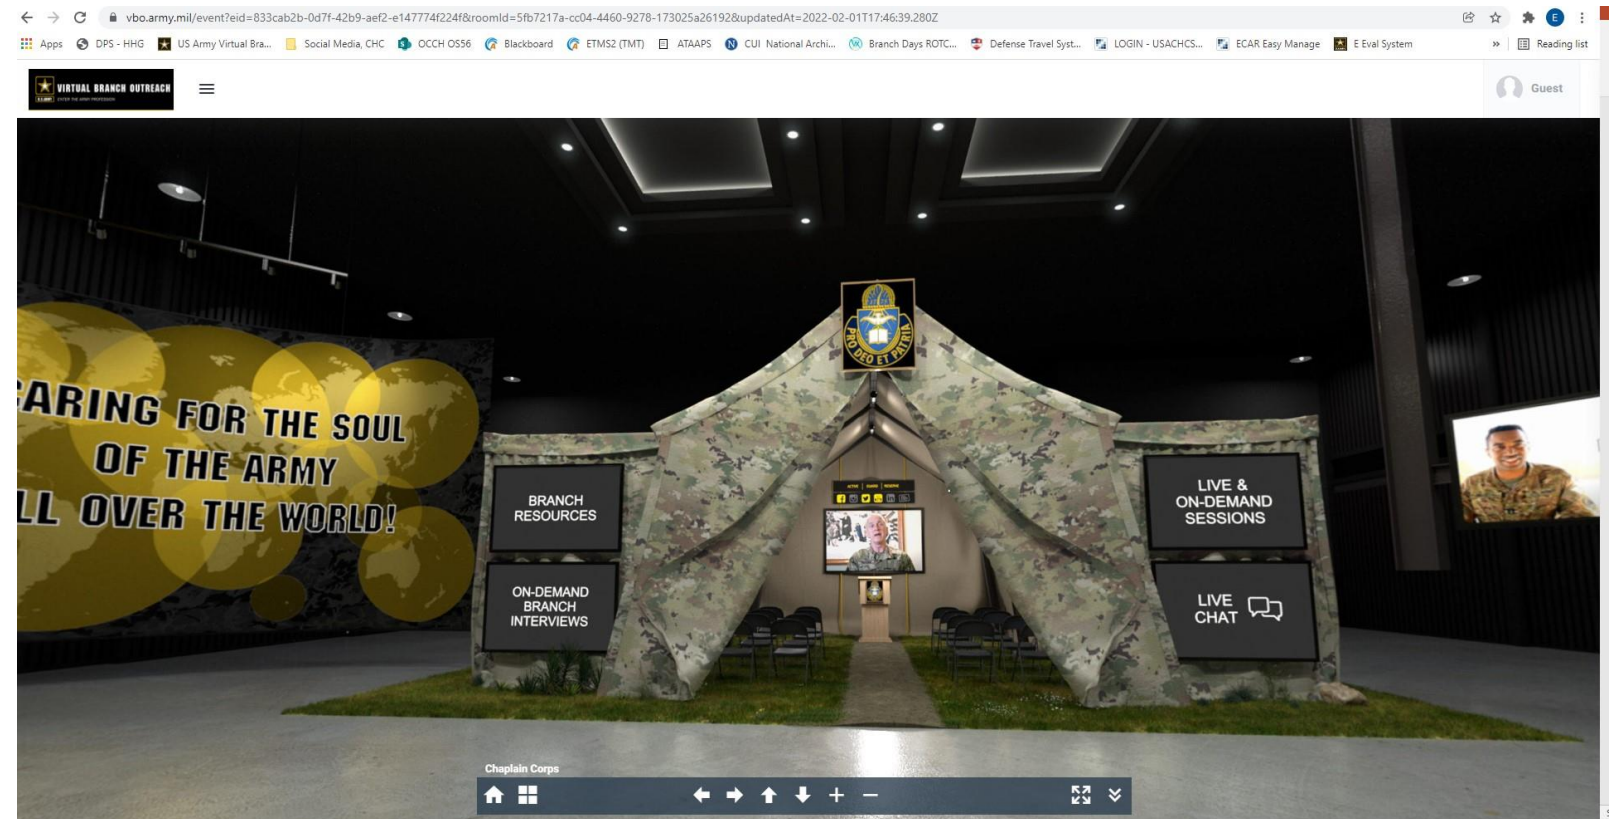 vbo.army.mil/event?eid=833cab2b-0d7f-42b9-aef2-e147774f224f&roomId=5fb7217a-cc04-4460-9278-173025a26192&updatedAt=2022-02-01T17:46:39.280Z
E
Apps DPS - HHG US Army Virtual Bra... Social Media, CHC OCCH OS56 Blackboard ETMS2 (TMT) ATAAPS N CUI National Archi... Branch Days ROTC... Defense Travel Syst... LOGIN - USACHCS... ECAR Easy Manage E Eval System » Reading list
VIRTUAL BRANCH OUTREACH
Guest
PRO DEO ET PATRIA
ARING FOR THE SOUL
OF THE ARMY
LL OVER THE WORLD!
BRANCH
RESOURCES
ON-DEMAND
BRANCH
INTERVIEWS
LIVE &
ON-DEMAND
SESSIONS
LIVE
CHAT
Chaplain Corps